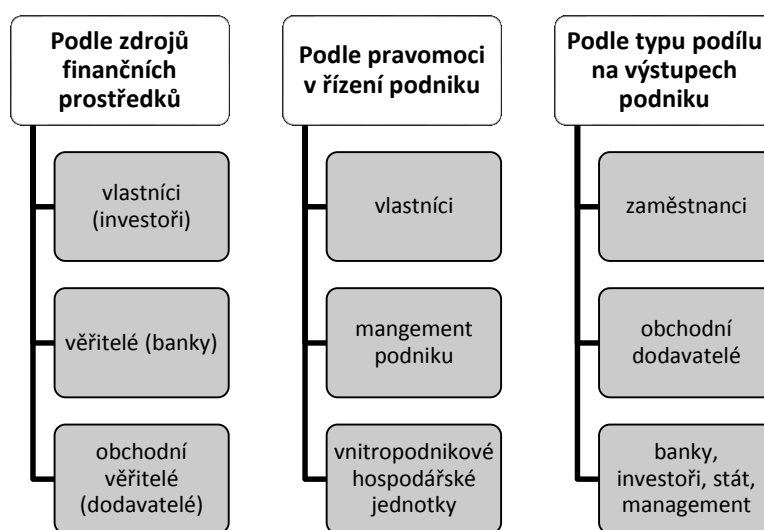 Podle zdrojů
finančních
prostředků
vlastníci
(investoři)
věřitelé (banky)
obchodní
věřitelé
(dodavatelé)
Podle pravomoci
v řízení podniku
vlastníci
mangement
podniku
vnitropodnikové
hospodářské
jednotky
Podle typu podílu
na výstupech
podniku
zaměstnanci
obchodní
dodavatelé
banky,
investoři, stát,
management